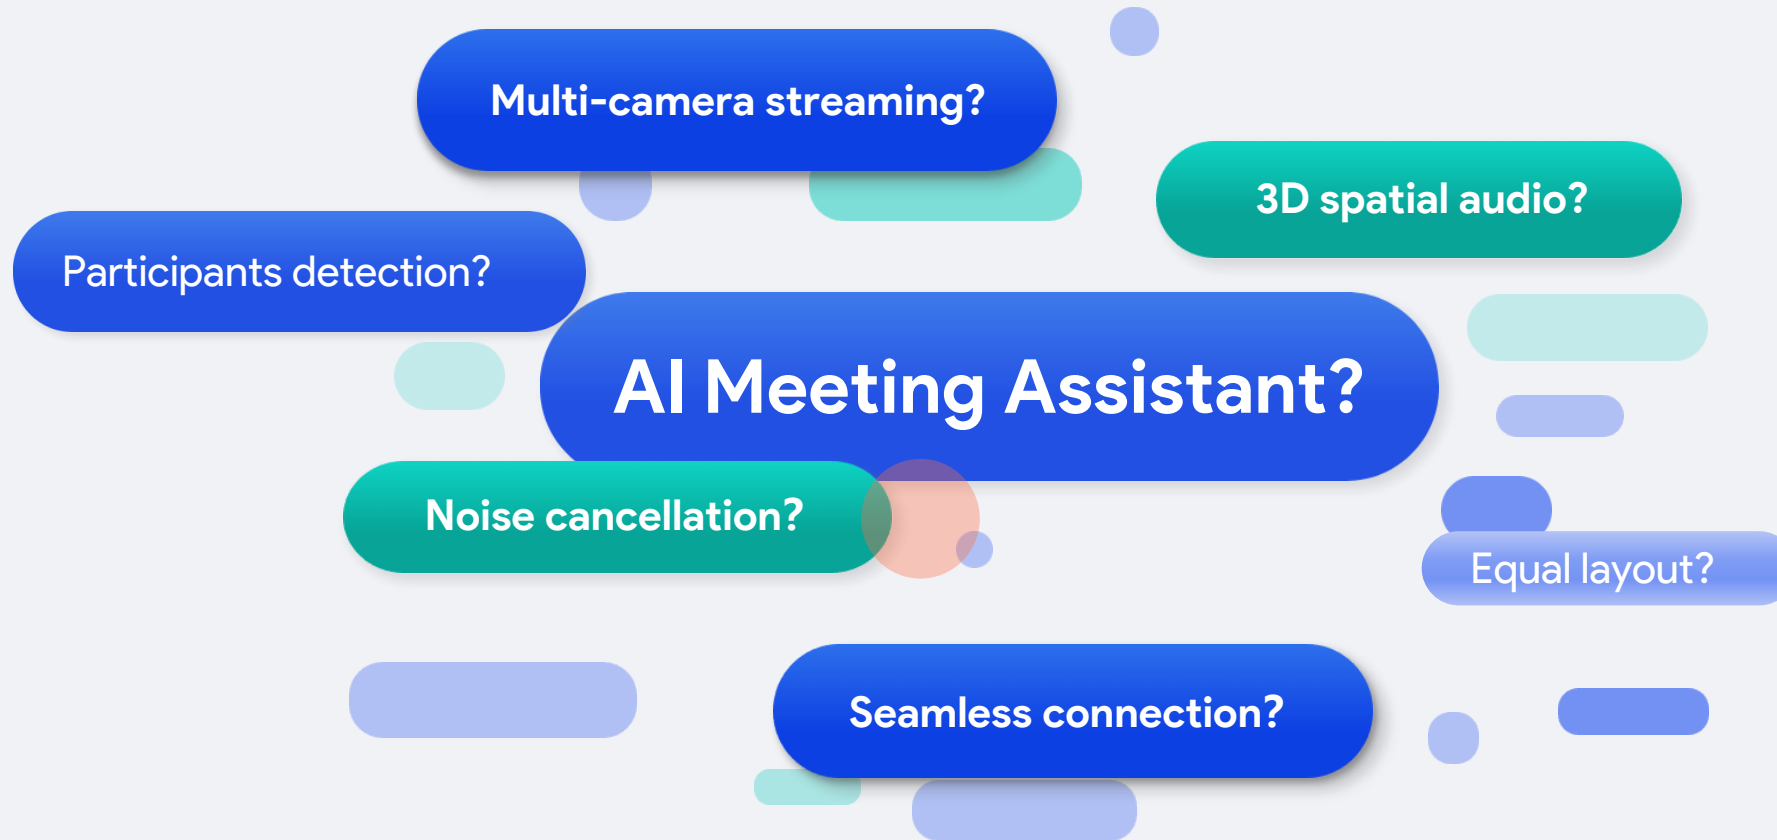 Multi-camera streaming?
3D spatial audio?
Participants detection?
AI Meeting Assistant?
Noise cancellation?
Equal layout?
Seamless connection?